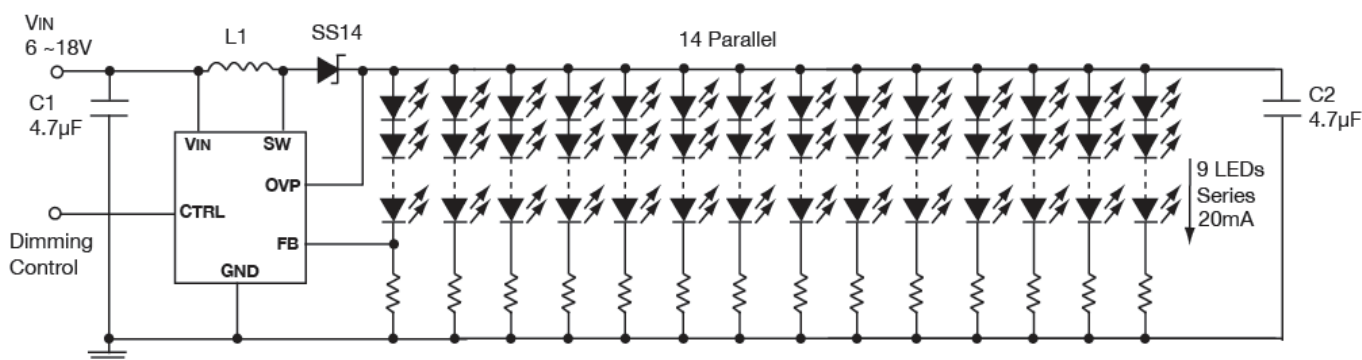 VIN
6 ~18V
L1
SS14
14 Parallel
C1
4.7µF
C2
4.7µF
VIN
SW
OVP
CTRL
FB
GND
Dimming
Control
9 LEDs
Series
20mA